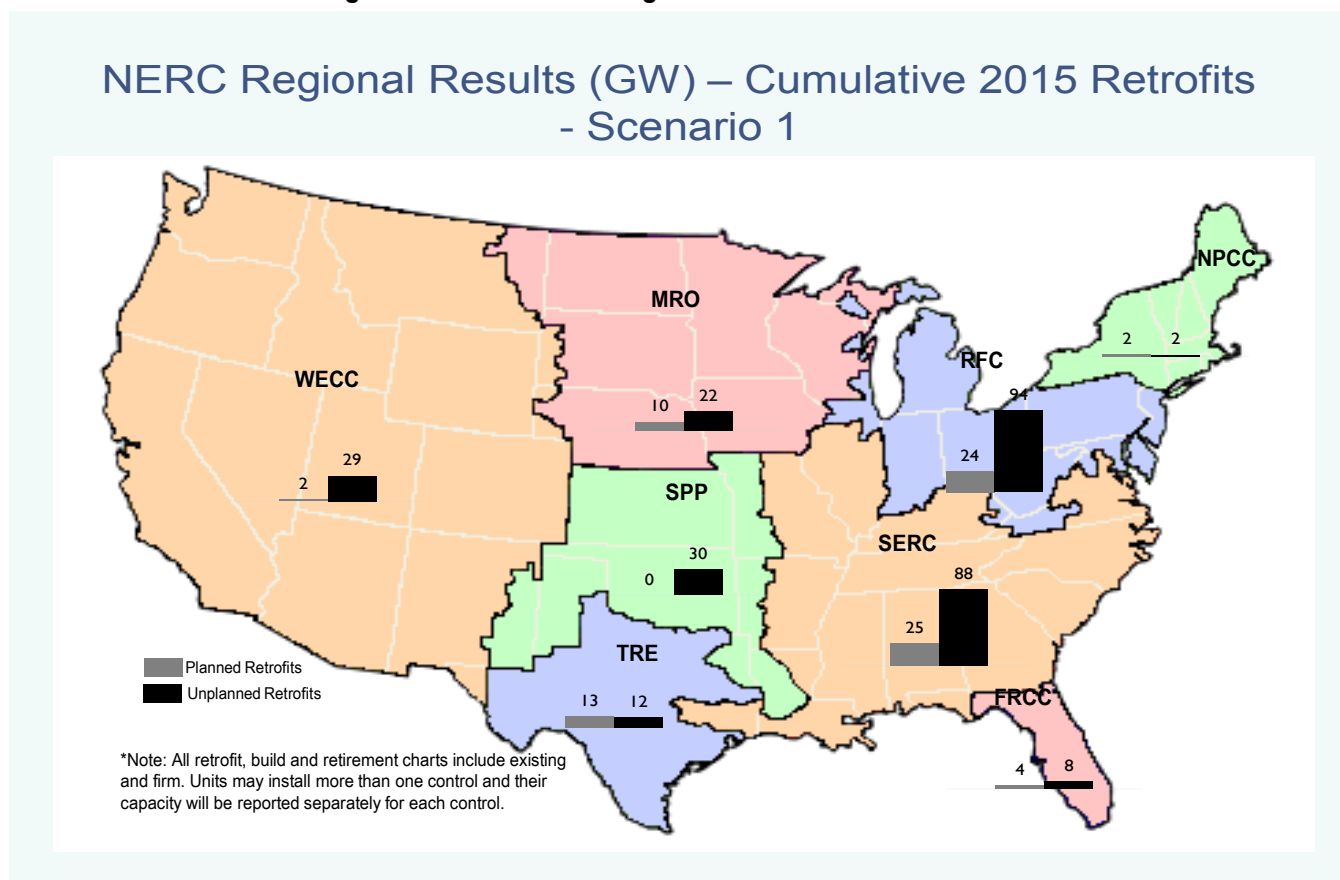 NERC Regional Results (GW) – Cumulative 2015 Retrofits
- Scenario 1
NPCC
MRO
2 2
RFC
WECC
94
10 22
24
29
2
SPP
SERC
30
0
88
25
TRE
Planned Retrofits
Unplanned Retrofits
13 12
FRCC
*Note: All retrofit, build and retirement charts include existing
and firm. Units may install more than one control and their
capacity will be reported separately for each control.
4 8